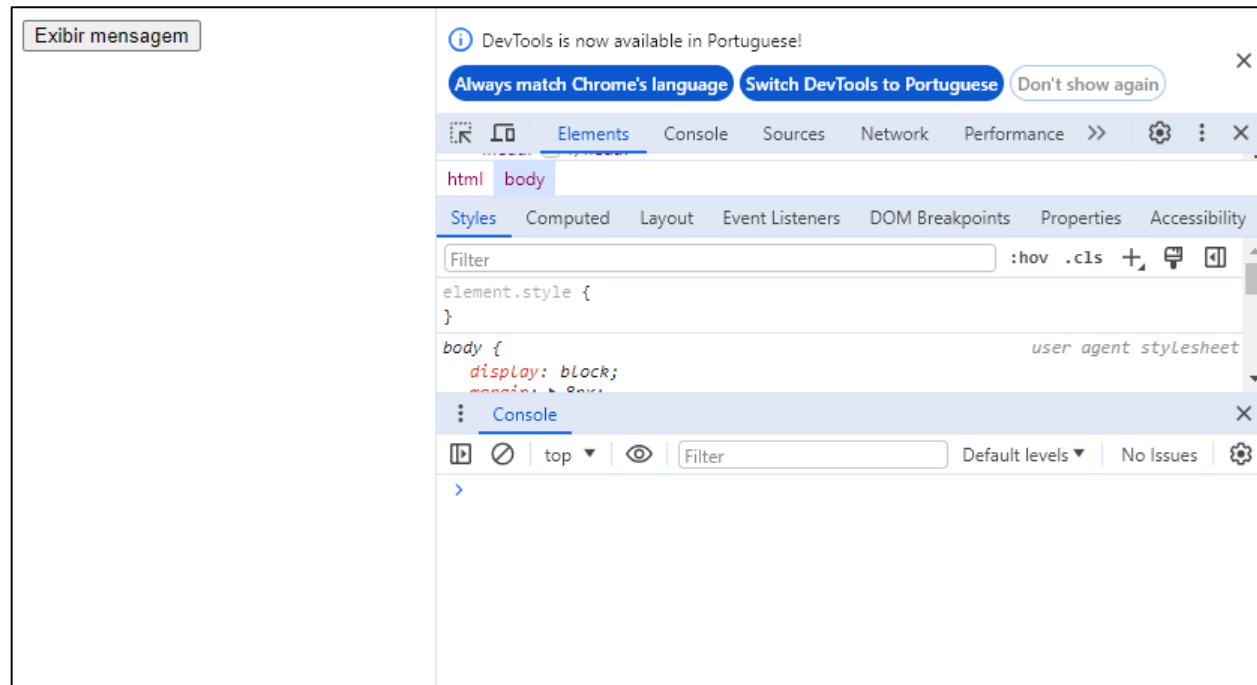 Exibir mensagem
DevTools is now available in Portuguese!
Always match Chrome's language Switch DevTools to Portuguese Don't show again
Elements Console Sources Network Performance
html body
Styles Computed Layout Event Listeners DOM Breakpoints Properties Accessibility
Filter :hov .cls
element.style {
}
body { user agent stylesheet
display: block;
margin: 8px;
Console
top Filter Default levels No Issues